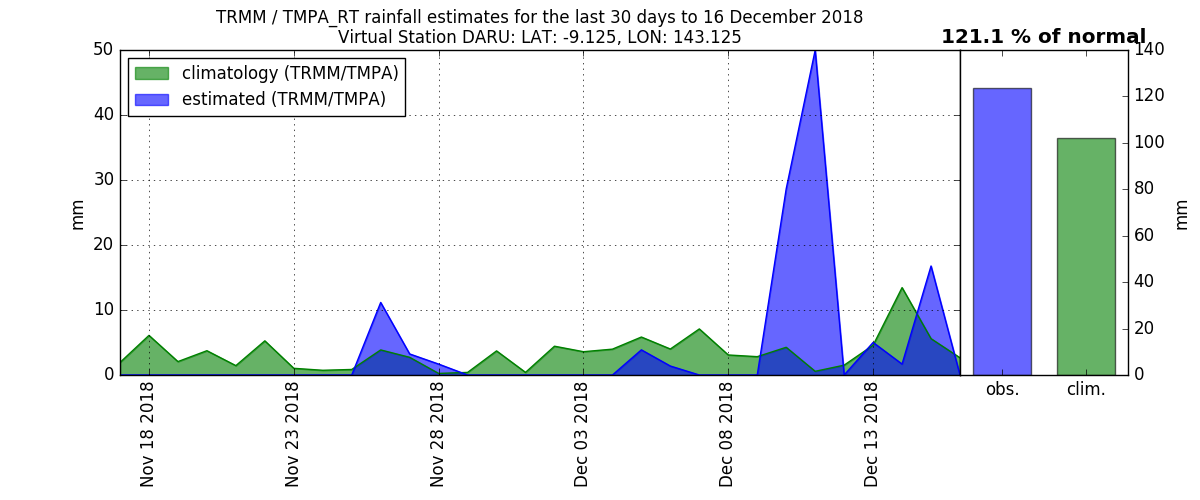 TRMM / TMPA_RT rainfall estimates for the last 30 days to 16 December 2018
Virtual Station DARU: LAT: -9.125, LON: 143.125
121.1 % of normal
climatology (TRMM/TMPA)
estimated (TRMM/TMPA)
50
40
30
20
10
0
mm
Nov 18 2018
Nov 23 2018
Nov 28 2018
Dec 03 2018
Dec 08 2018
Dec 13 2018
140
120
100
80
60
40
20
0
mm
obs.
clim.